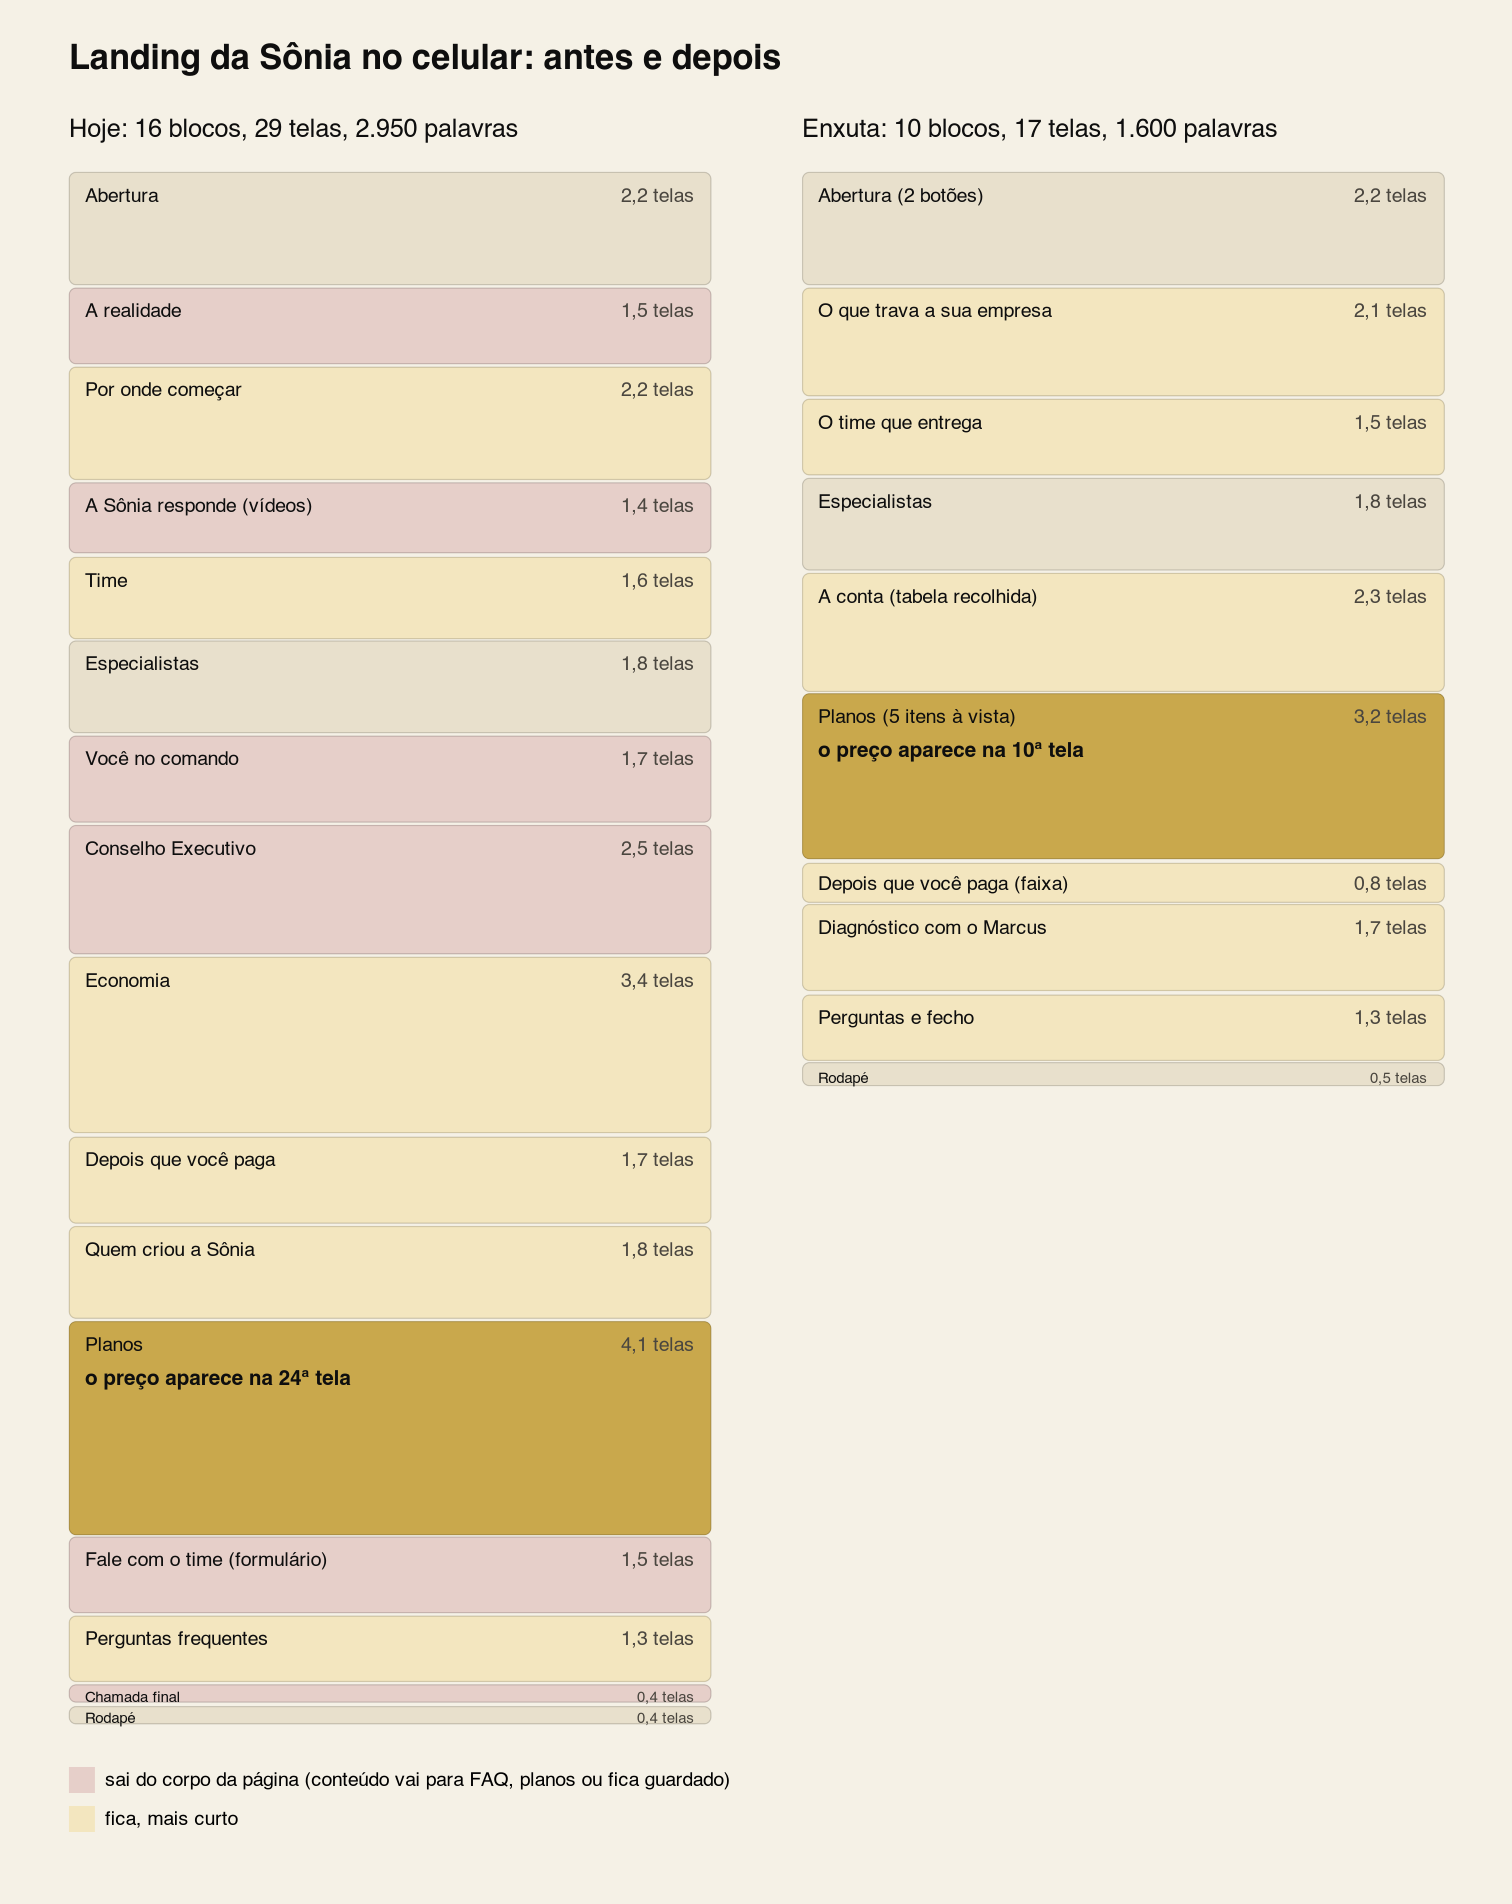 Landing da Sônia no celular: antes e depois
Hoje: 16 blocos, 29 telas, 2.950 palavras
Abertura 2,2 telas
A realidade 1,5 telas
Por onde começar 2,2 telas
A Sônia responde (vídeos) 1,4 telas
Time 1,6 telas
Especialistas 1,8 telas
Você no comando 1,7 telas
Conselho Executivo 2,5 telas
Economia 3,4 telas
Depois que você paga 1,7 telas
Quem criou a Sônia 1,8 telas
Planos 4,1 telas
o preço aparece na 24ª tela
Fale com o time (formulário) 1,5 telas
Perguntas frequentes 1,3 telas
Chamada final 0,4 telas
Rodapé 0,4 telas
Enxuta: 10 blocos, 17 telas, 1.600 palavras
Abertura (2 botões) 2,2 telas
O que trava a sua empresa 2,1 telas
O time que entrega 1,5 telas
Especialistas 1,8 telas
A conta (tabela recolhida) 2,3 telas
Planos (5 itens à vista) 3,2 telas
o preço aparece na 10ª tela
Depois que você paga (faixa) 0,8 telas
Diagnóstico com o Marcus 1,7 telas
Perguntas e fecho 1,3 telas
Rodapé 0,5 telas
sai do corpo da página (conteúdo vai para FAQ, planos ou fica guardado)
fica, mais curto